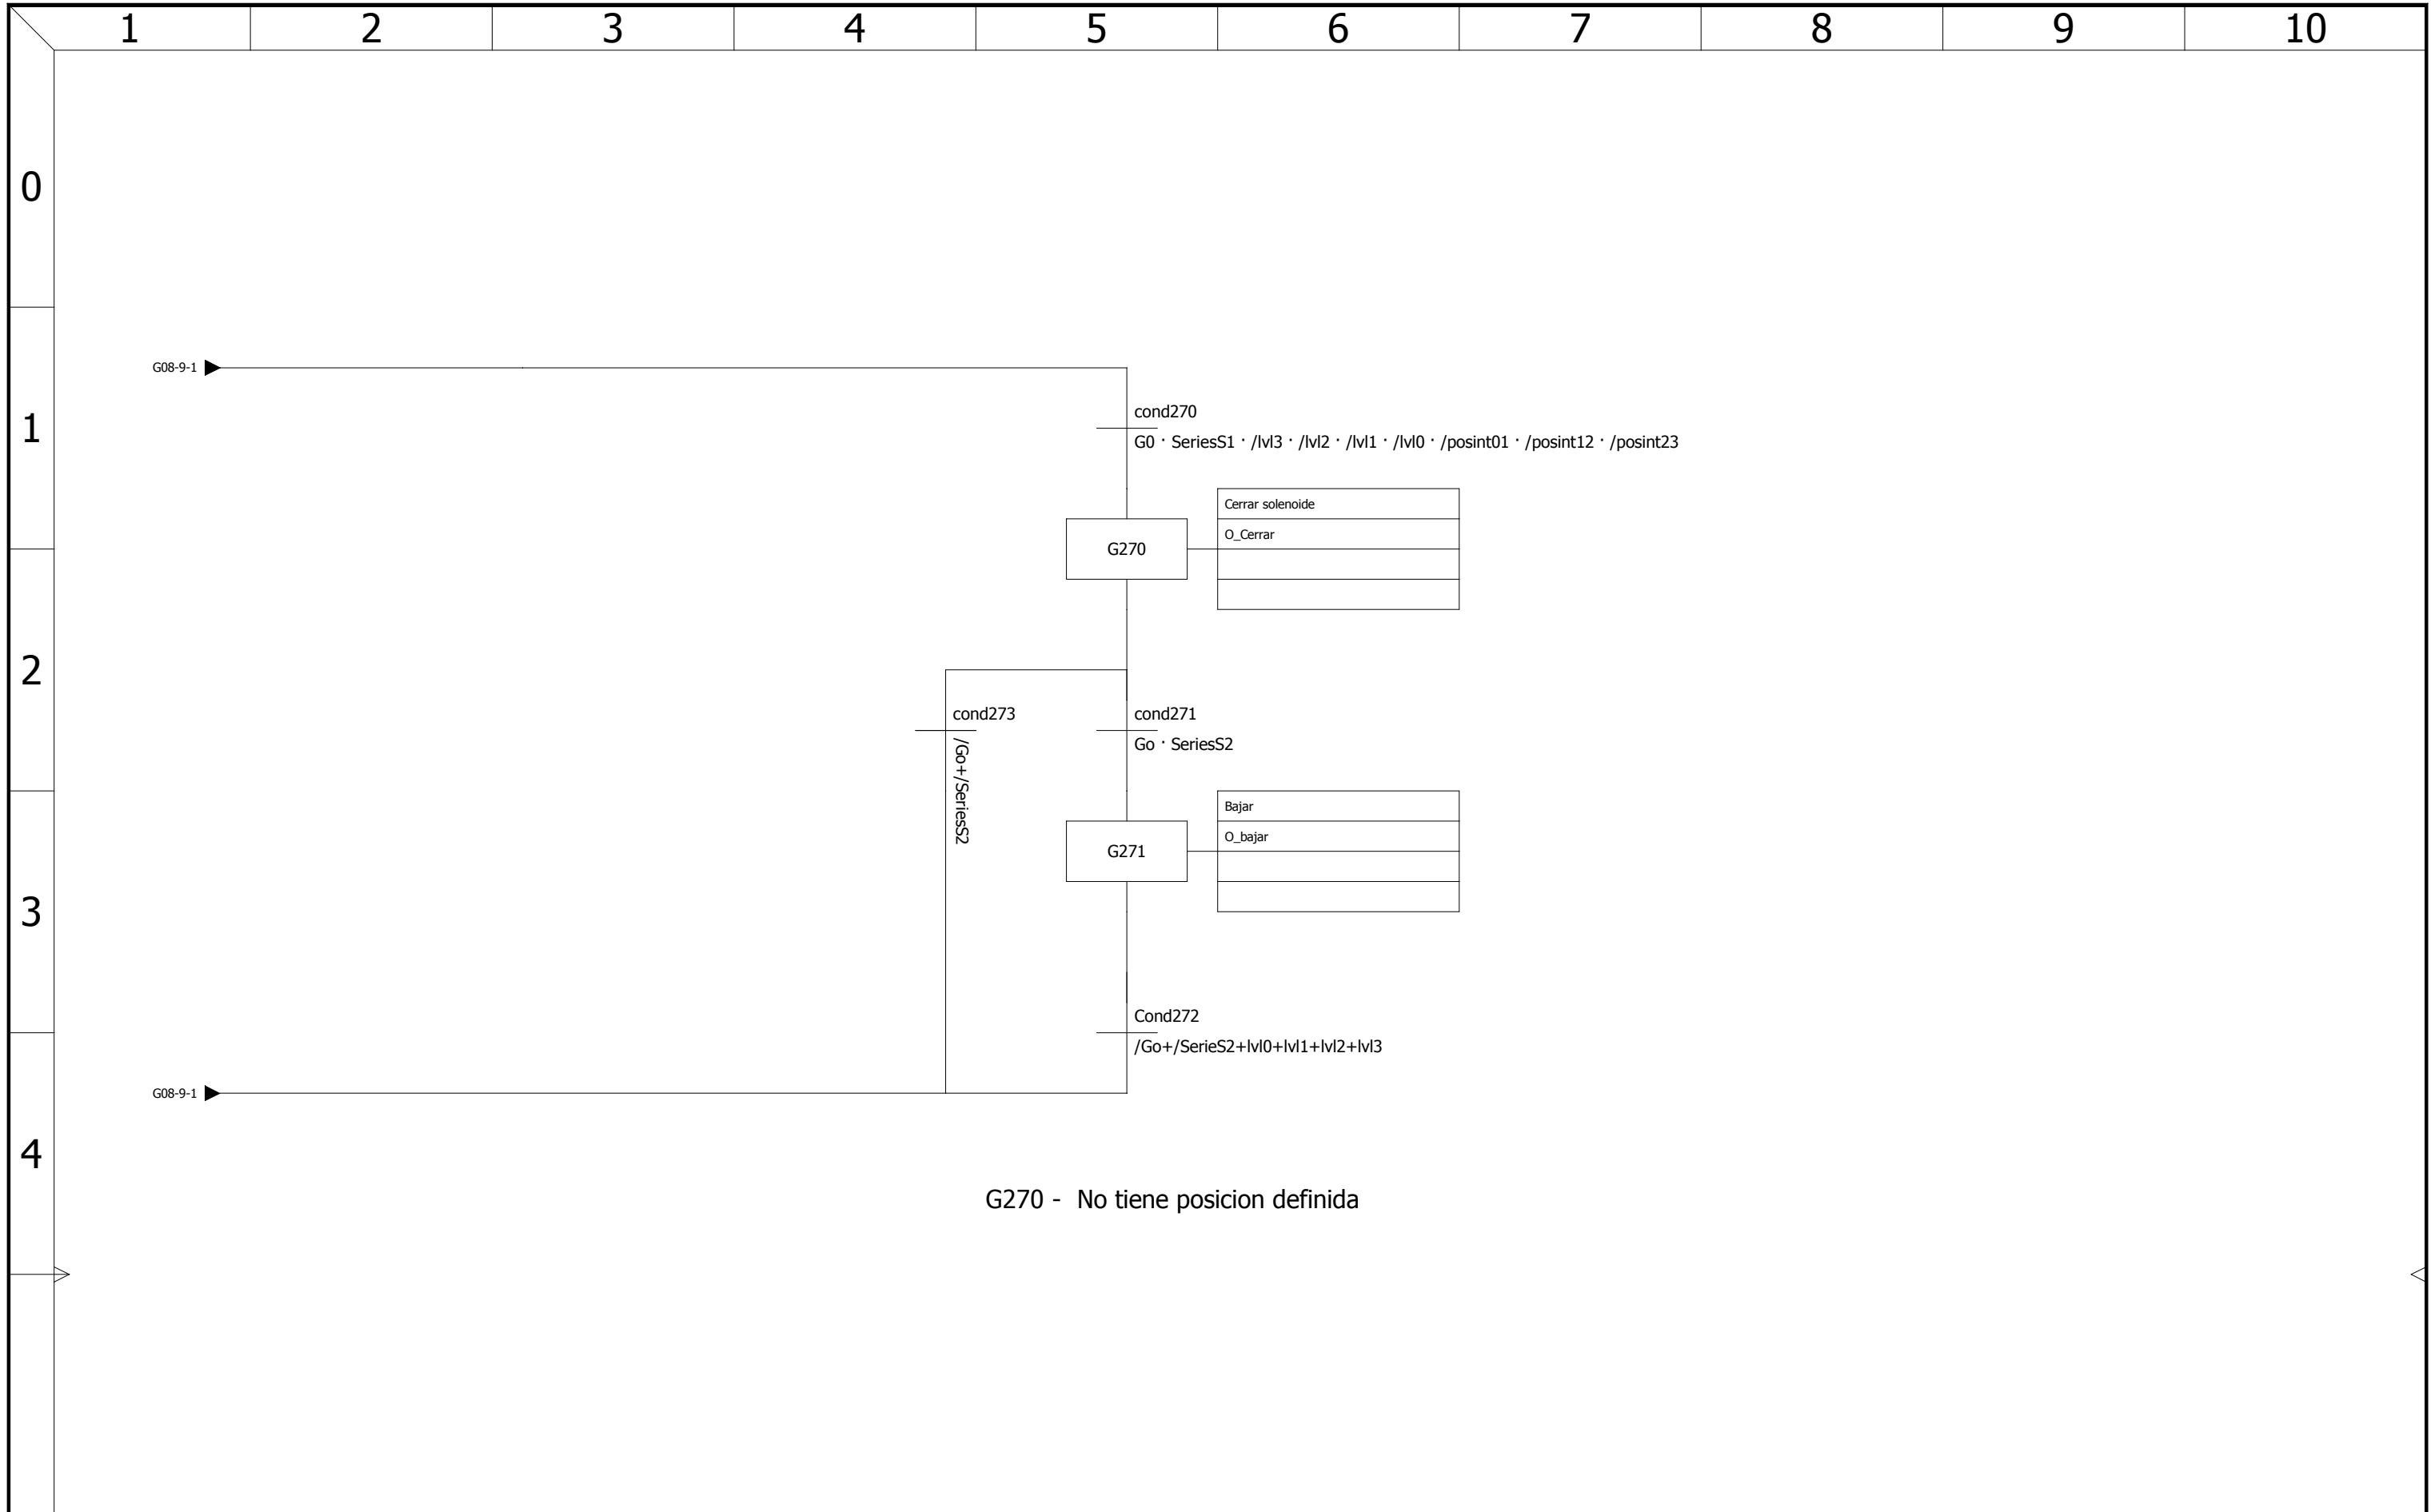 1 2 3 4 5 6 7 8 9 10
0
G08-9-1
1
cond270
G0 · SeriesS1 · /lvl3 · /lvl2 · /lvl1 · /lvl0 · /posint01 · /posint12 · /posint23
Cerrar solenoide
O_Cerrar
G270
2
cond273
/Go+/SeriesS2
cond271
Go · SeriesS2
Bajar
O_bajar
G271
3
Cond272
/Go+/SerieS2+lvl0+lvl1+lvl2+lvl3
G08-9-1
4
G270 - No tiene posicion definida